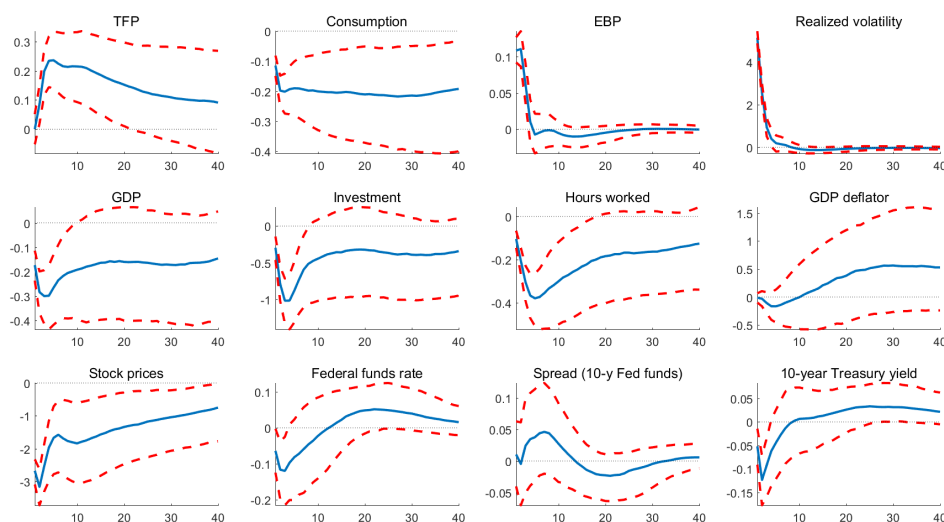 TFP
0.3
0.2
0.1
0
10 20 30 40
Consumption
0
-0.1
-0.2
-0.3
-0.4
10 20 30 40
EBP
0.1
0.05
0
10 20 30 40
Realized volatility
4
2
0
10 20 30 40
GDP
0
-0.1
-0.2
-0.3
-0.4
10 20 30 40
Investment
0
-0.5
-1
10 20 30 40
Hours worked
0
-0.2
-0.4
10 20 30 40
GDP deflator
1.5
1.0
0.5
0
-0.5
10 20 30 40
Stock prices
0
-1
-2
-3
10 20 30 40
Federal funds rate
0.1
0
-0.1
-0.2
10 20 30 40
Spread (10-y Fed funds)
0.1
0.05
0
-0.05
10 20 30 40
10-year Treasury yield
0.05
0
-0.05
-0.10
-0.15
10 20 30 40